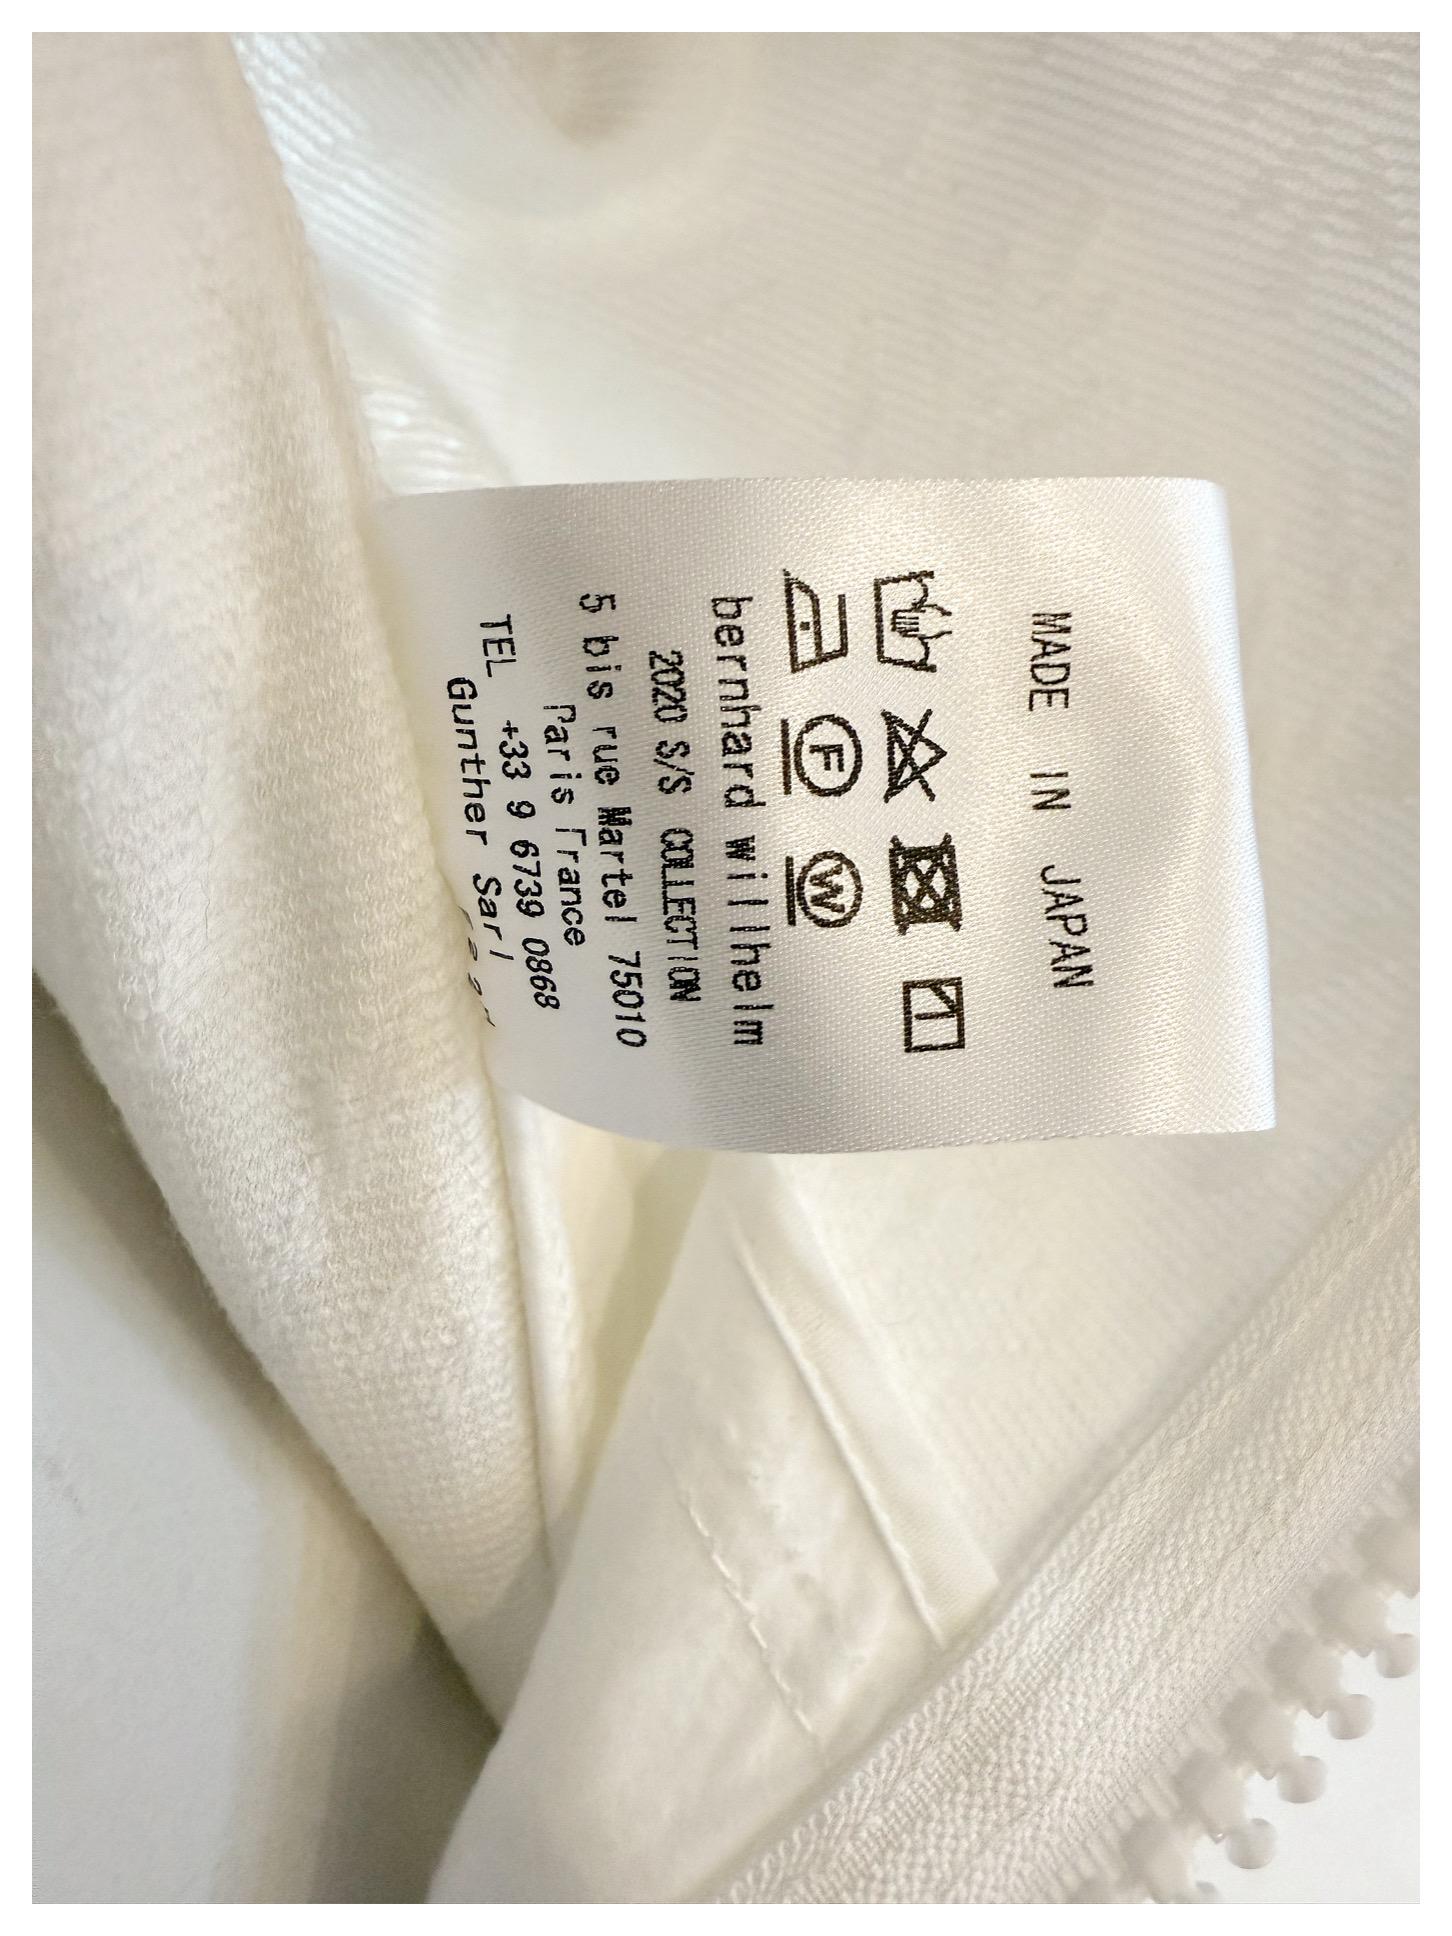 MADE IN JAPAN
F W
bernhard willhelm
2020 S/S COLLECTION
5 bis rue Martel 75010
Paris France
TEL +33 9 6739 0868
Gunther Sarl